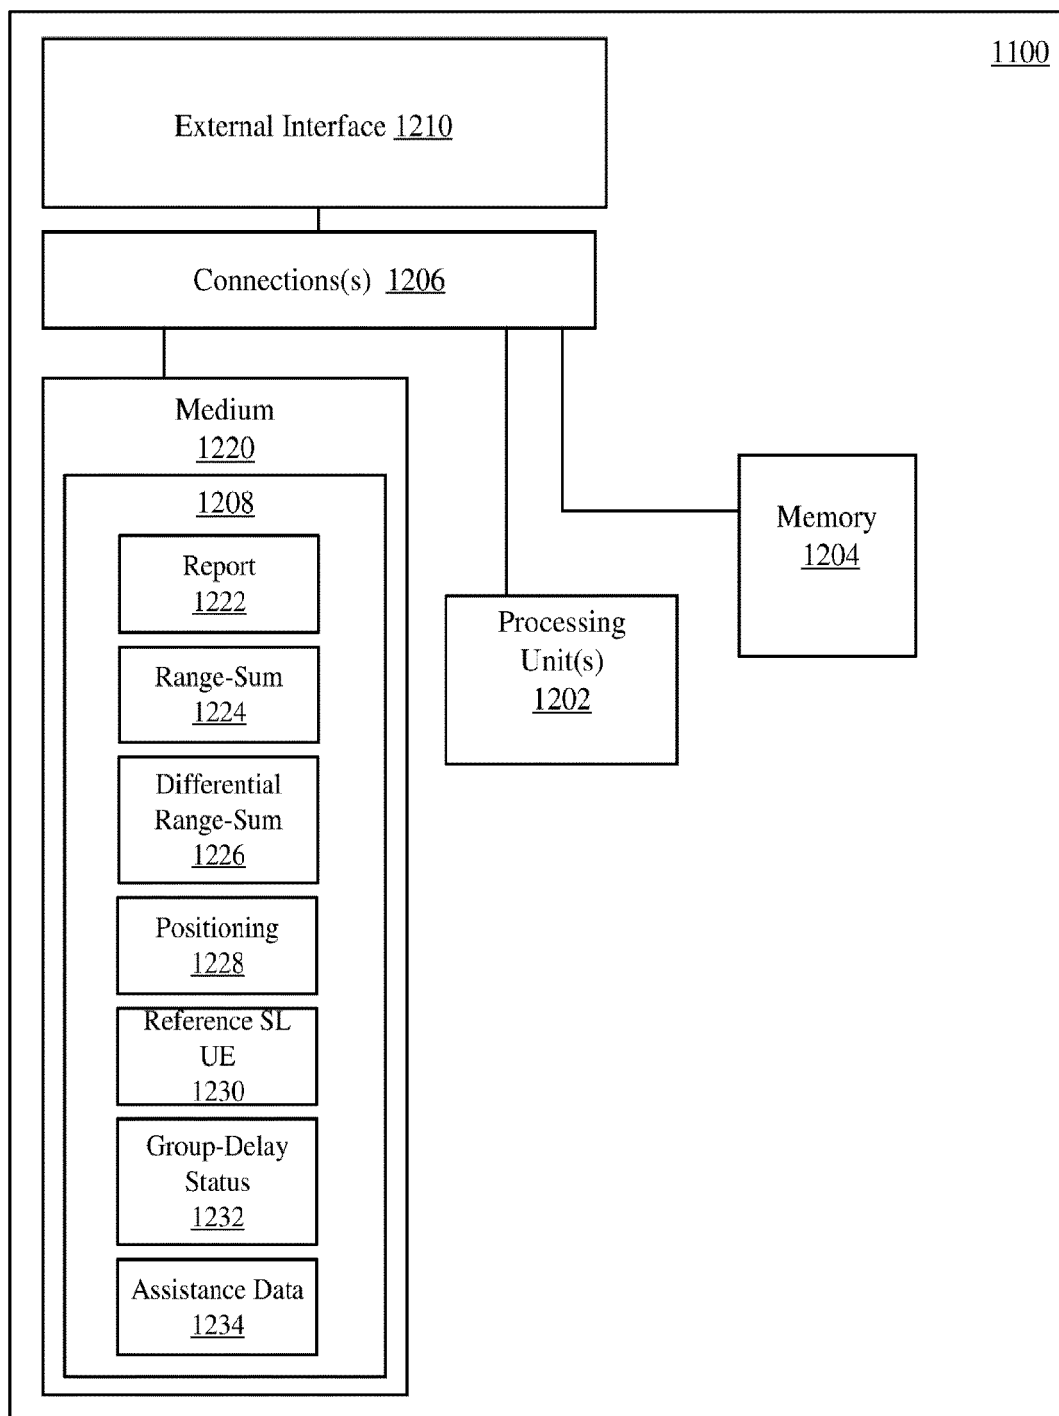 1100
External Interface 1210
Connections(s) 1206
Medium
1220
1208
Report
1222
Range-Sum
1224
Differential
Range-Sum
1226
Positioning
1228
Reference SL
UE
1230
Group-Delay
Status
1232
Assistance Data
1234
Processing
Unit(s)
1202
Memory
1204